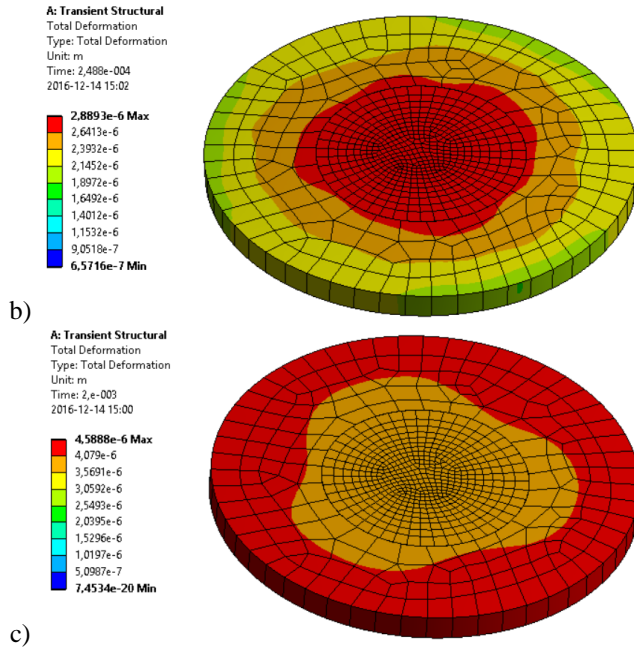 A: Transient Structural
Total Deformation
Type: Total Deformation
Unit: m
Time: 2,488e-004
2016-12-14 15:02
2,8893e-6 Max
2,6413e-6
2,3932e-6
2,1452e-6
1,8972e-6
1,6492e-6
1,4012e-6
1,1532e-6
9,0518e-7
6,5716e-7 Min
b)
A: Transient Structural
Total Deformation
Type: Total Deformation
Unit: m
Time: 2,e-003
2016-12-14 15:00
4,5888e-6 Max
4,079e-6
3,5691e-6
3,0592e-6
2,5493e-6
2,0395e-6
1,5296e-6
1,0197e-6
5,0987e-7
7,4534e-20 Min
c)